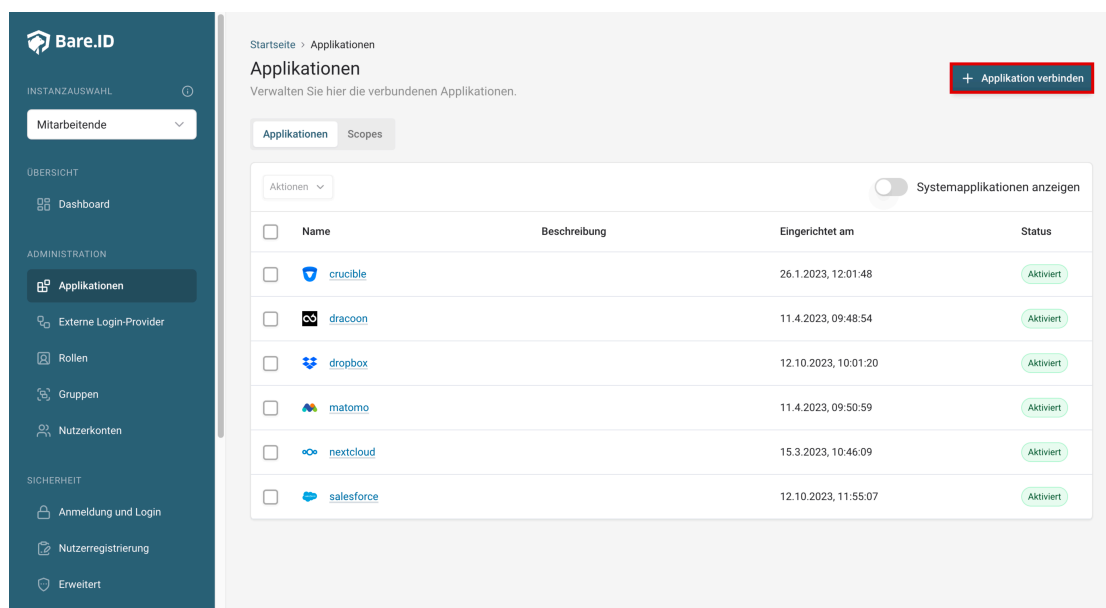 Bare.ID
INSTANZAUSWAHL
Mitarbeitende
ÜBERSICHT
Dashboard
ADMINISTRATION
Applikationen
Externe Login-Provider
Rollen
Gruppen
Nutzerkonten
SICHERHEIT
Anmeldung und Login
Nutzerregistrierung
Erweitert
Startseite > Applikationen
Applikationen
Verwalten Sie hier die verbundenen Applikationen.
+ Applikation verbinden
Applikationen Scopes
Aktionen Systemapplikationen anzeigen
Name Beschreibung Eingerichtet am Status
crucible 26.1.2023, 12:01:48 Aktiviert
dracoon 11.4.2023, 09:48:54 Aktiviert
dropbox 12.10.2023, 10:01:20 Aktiviert
matomo 11.4.2023, 09:50:59 Aktiviert
nextcloud 15.3.2023, 10:46:09 Aktiviert
salesforce 12.10.2023, 11:55:07 Aktiviert